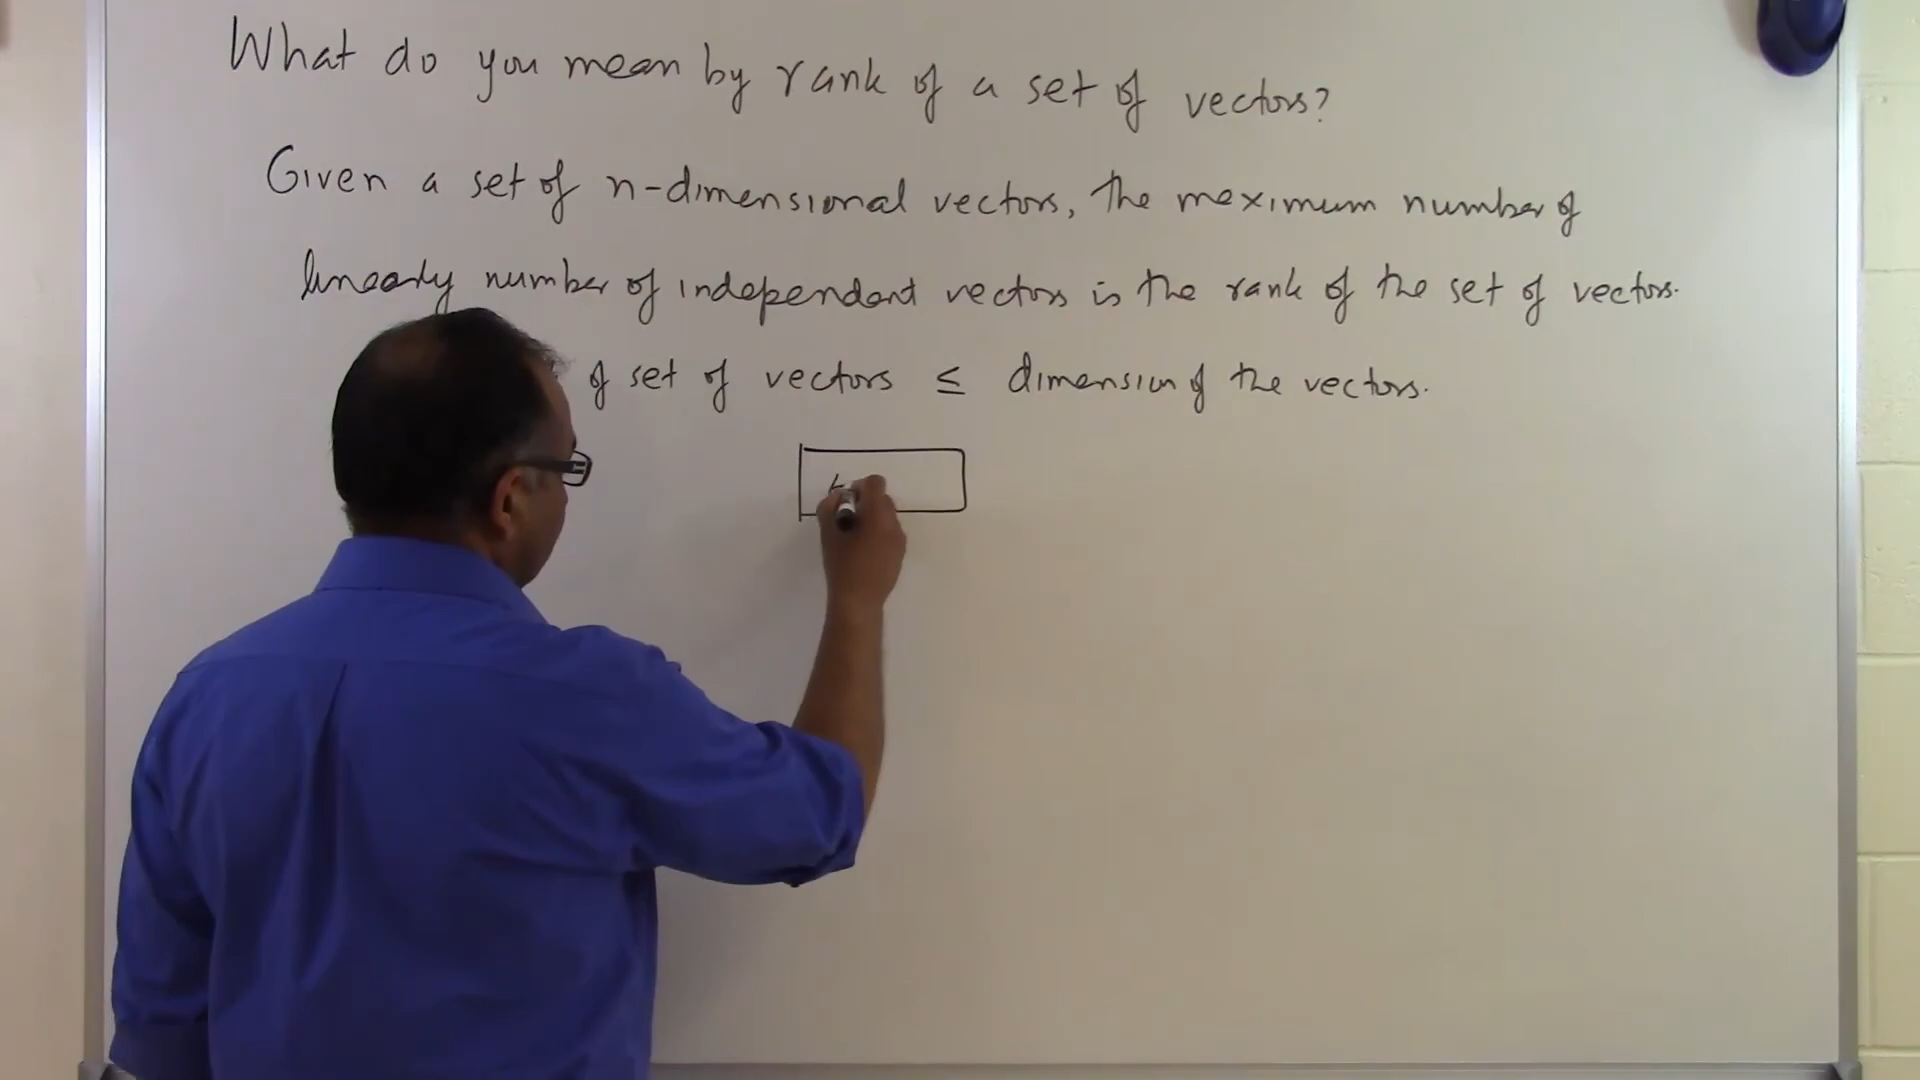 What do you mean by rank of a set of vectors?
Given a set of n-dimensional vectors, the maximum number of
linearly number of independent vectors is the rank of the set of vectors.
of set of vectors ≤ dimension of the vectors.